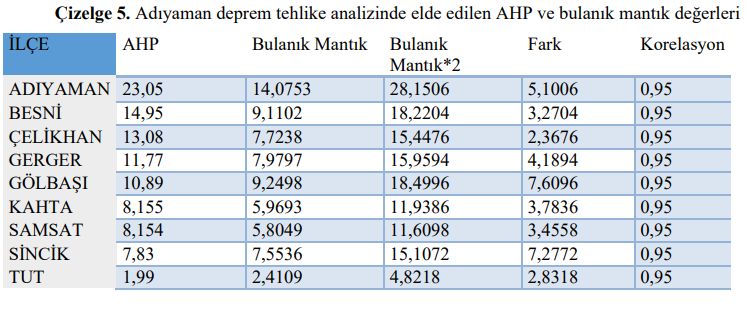 Çizelge 5. Adıyaman deprem tehlike analizinde elde edilen AHP ve bulanık mantık değerleri
İLÇE AHP Bulanık Mantık Bulanık Mantık*2 Fark Korelasyon
ADIYAMAN 23,05 14,0753 28,1506 5,1006 0,95
BESNİ 14,95 9,1102 18,2204 3,2704 0,95
ÇELİKHAN 13,08 7,7238 15,4476 2,3676 0,95
GERGER 11,77 7,9797 15,9594 4,1894 0,95
GÖLBAŞI 10,89 9,2498 18,4996 7,6096 0,95
KAHTA 8,155 5,9693 11,9386 3,7836 0,95
SAMSAT 8,154 5,8049 11,6098 3,4558 0,95
SİNCİK 7,83 7,5536 15,1072 7,2772 0,95
TUT 1,99 2,4109 4,8218 2,8318 0,95